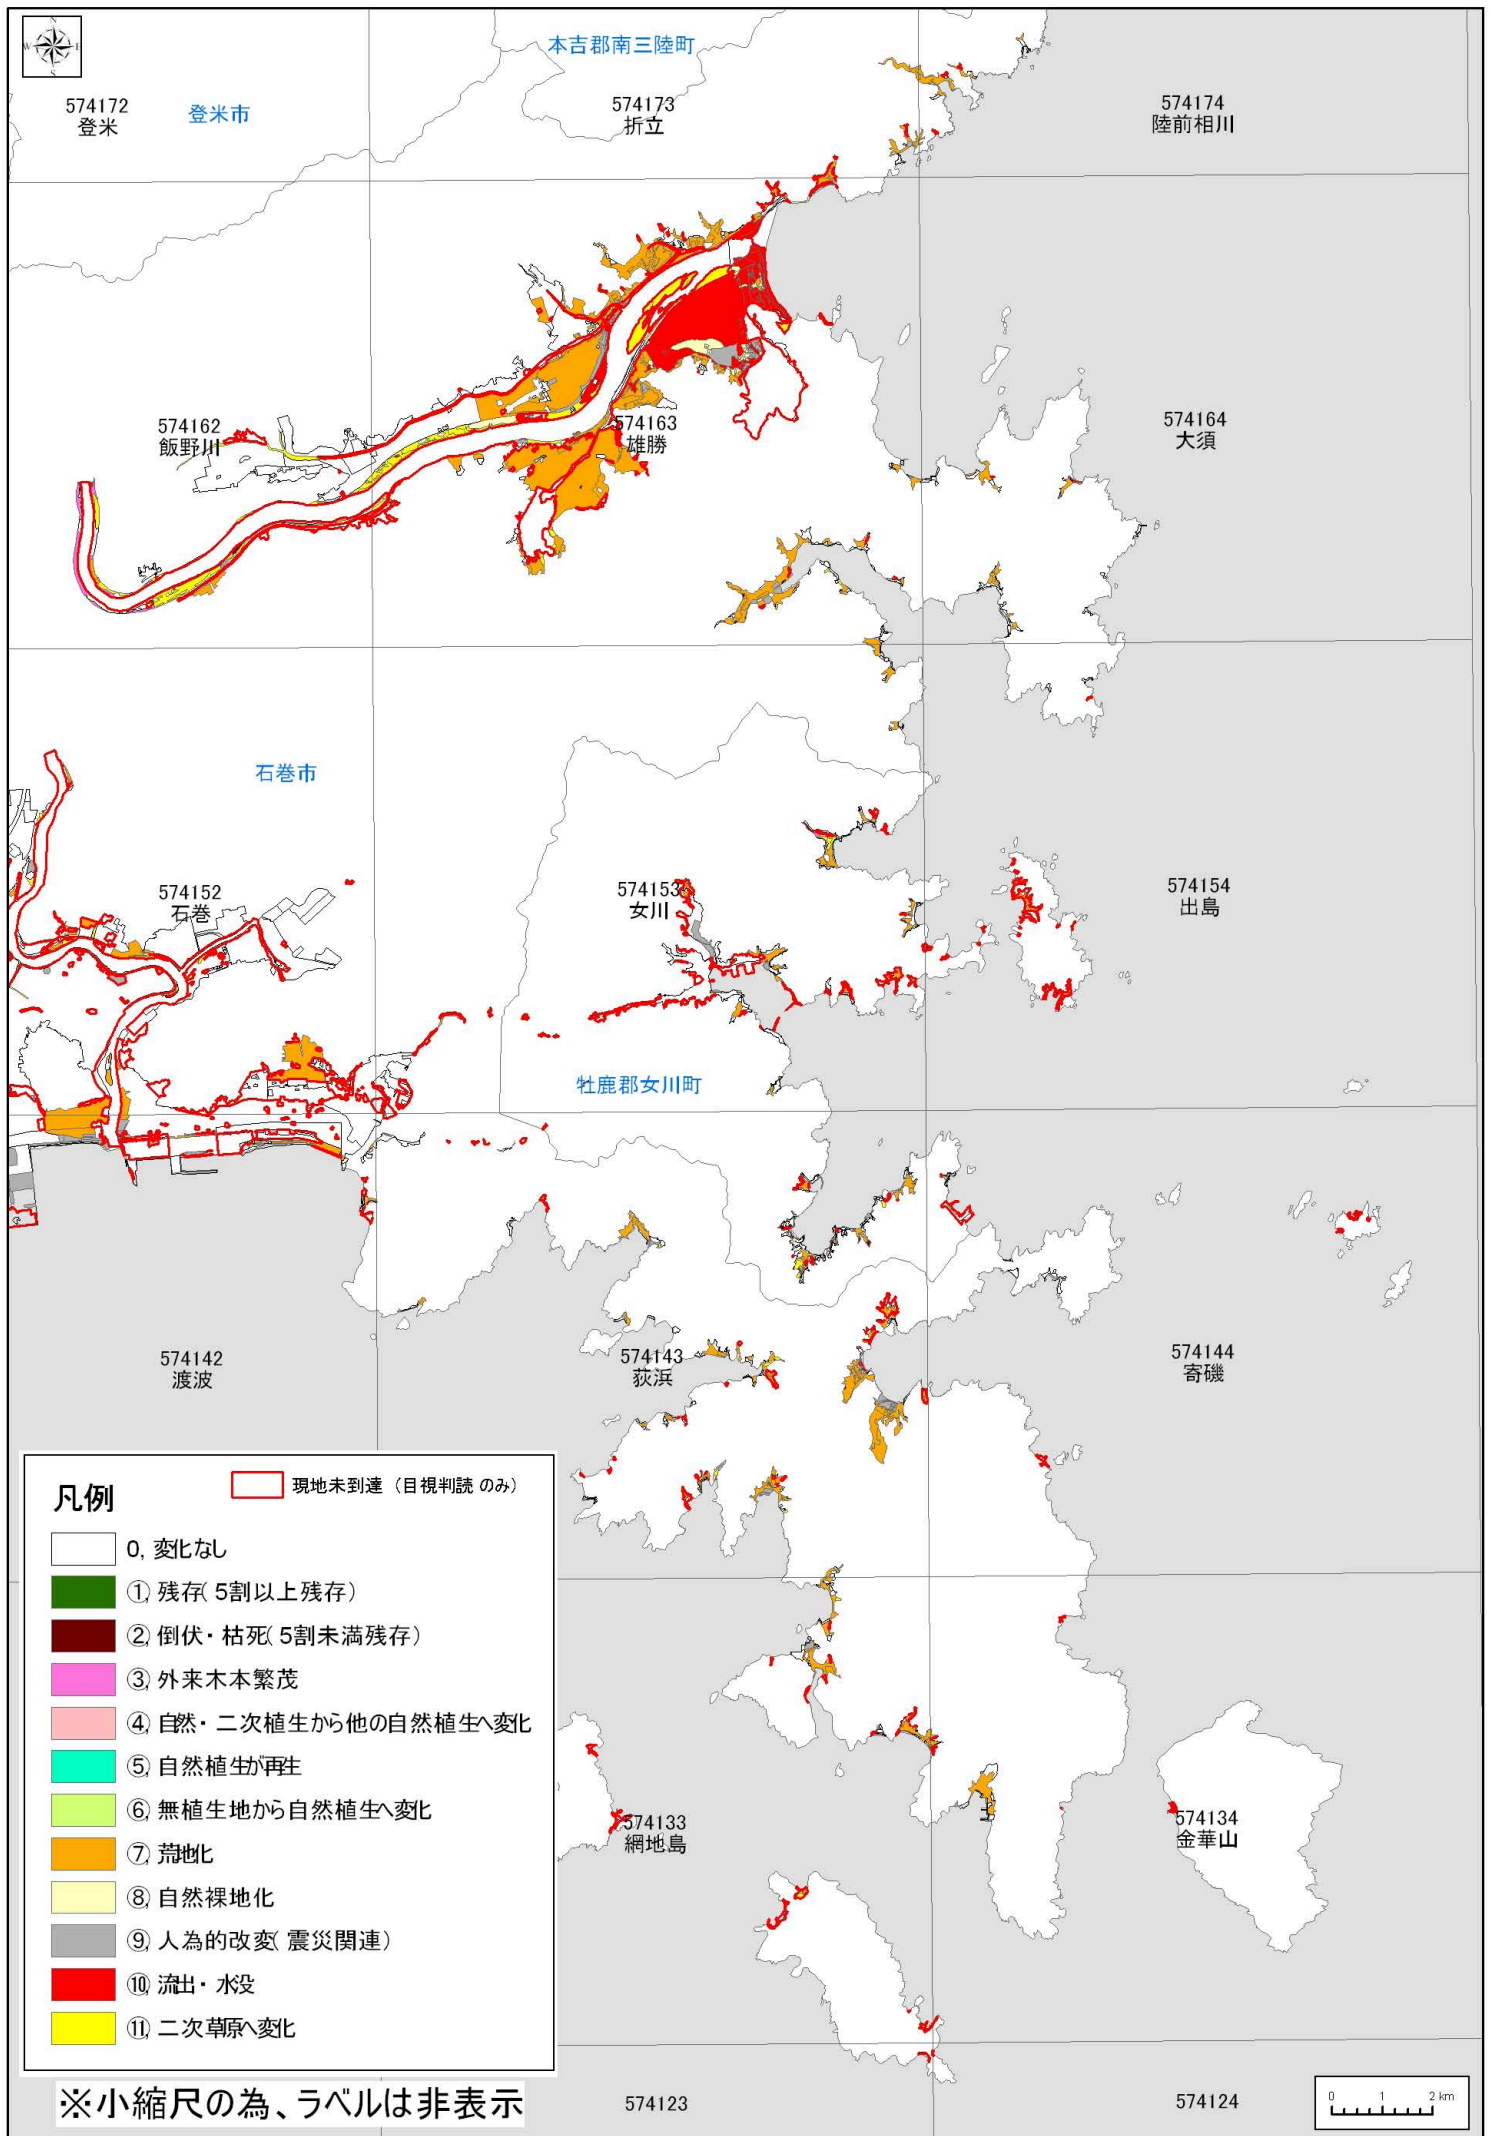 N
W E
S
本吉郡南三陸町
574172
登米
登米市
574173
折立
574174
陸前相川
574162
飯野川
574163
雄勝
574164
大須
石巻市
574152
石巻
574153
女川
574154
出島
牡鹿郡女川町
574142
渡波
574143
荻浜
574144
寄磯
凡例
現地未到達（目視判読のみ）
0, 変化なし
①, 残存( 5割以上残存)
②, 倒伏・枯死( 5割未満残存)
③, 外来木本繁茂
④, 自然・二次植生から他の自然植生へ変化
⑤, 自然植生が再生
⑥, 無植生地から自然植生へ変化
⑦, 荒地化
⑧, 自然裸地化
⑨, 人為的改変( 震災関連)
⑩, 流出・水没
⑪, 二次草原へ変化
574133
網地島
574134
金華山
※小縮尺の為、ラベルは非表示
574123
574124
0 1 2 km